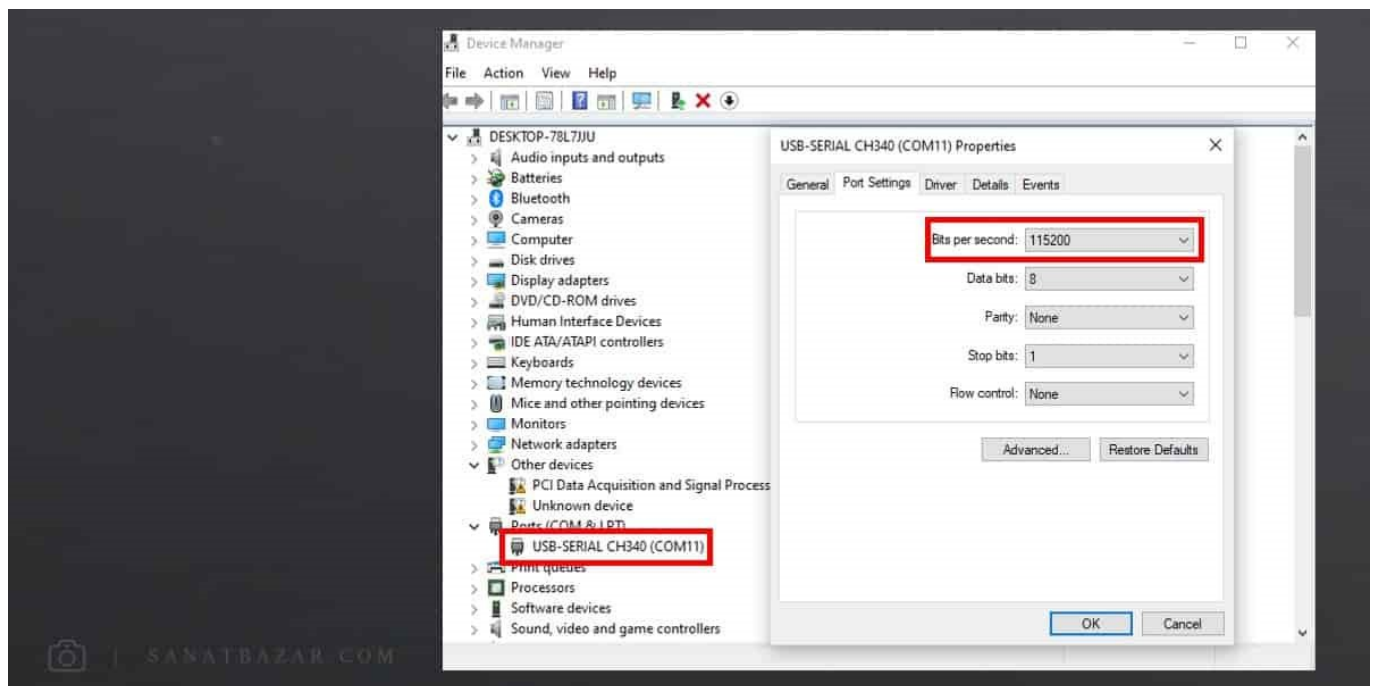 Device Manager
File Action View Help
DESKTOP-78L7JJU
Audio inputs and outputs
Batteries
Bluetooth
Cameras
Computer
Disk drives
Display adapters
DVD/CD-ROM drives
Human Interface Devices
IDE ATA/ATAPI controllers
Keyboards
Memory technology devices
Mice and other pointing devices
Monitors
Network adapters
Other devices
PCI Data Acquisition and Signal Process
Unknown device
Ports (COM & LPT)
USB-SERIAL CH340 (COM11)
Print queues
Processors
Software devices
Sound, video and game controllers
USB-SERIAL CH340 (COM11) Properties
General Port Settings Driver Details Events
Bits per second: 115200
Data bits: 8
Parity: None
Stop bits: 1
Flow control: None
Advanced... Restore Defaults
OK Cancel
SANATBAZAR.COM